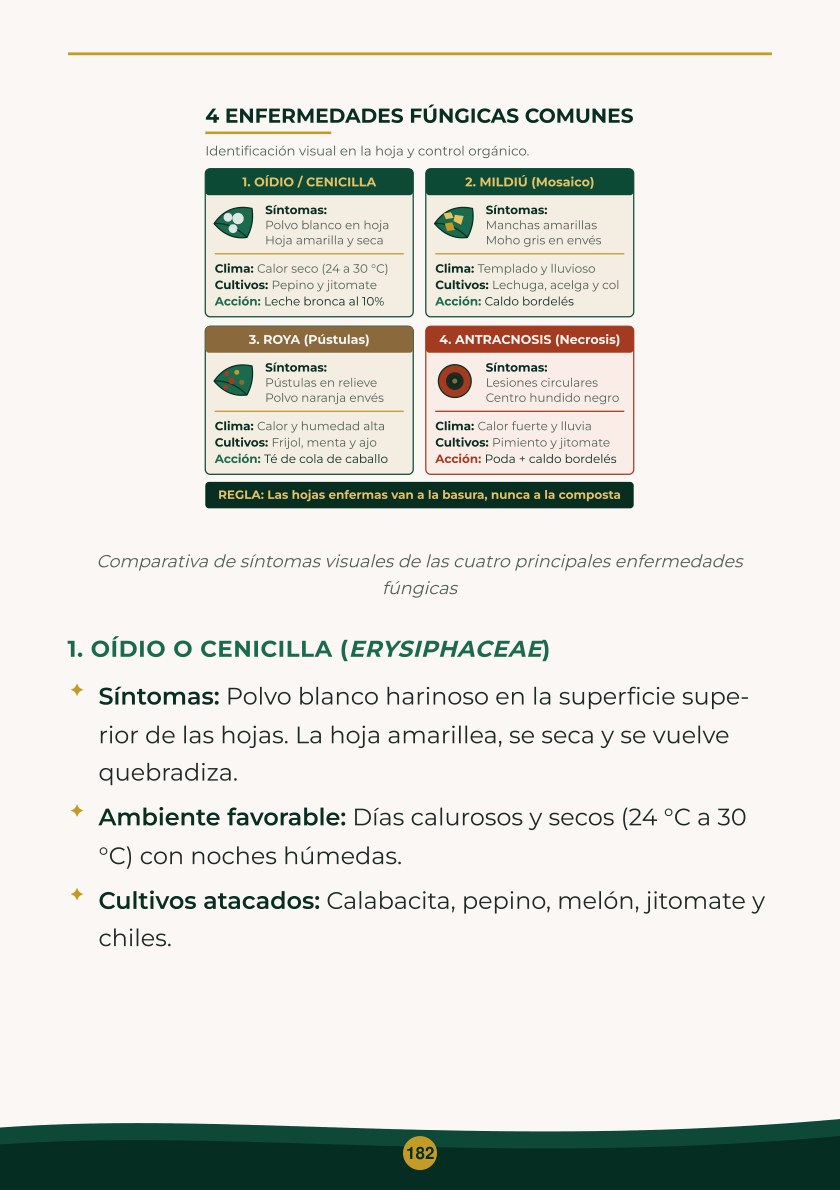 4 ENFERMEDADES FÚNGICAS COMUNES
Identificación visual en la hoja y control orgánico.
1. OÍDIO / CENICILLA
Síntomas:
Polvo blanco en hoja
Hoja amarilla y seca
Clima: Calor seco (24 a 30 °C)
Cultivos: Pepino y jitomate
Acción: Leche bronca al 10%
2. MILDIÚ (Mosaico)
Síntomas:
Manchas amarillas
Moho gris en envés
Clima: Templado y lluvioso
Cultivos: Lechuga, acelga y col
Acción: Caldo bordelés
3. ROYA (Pústulas)
Síntomas:
Pústulas en relieve
Polvo naranja envés
Clima: Calor y humedad alta
Cultivos: Frijol, menta y ajo
Acción: Té de cola de caballo
4. ANTRACNOSIS (Necrosis)
Síntomas:
Lesiones circulares
Centro hundido negro
Clima: Calor fuerte y lluvia
Cultivos: Pimiento y jitomate
Acción: Poda + caldo bordelés
REGLA: Las hojas enfermas van a la basura, nunca a la composta
Comparativa de síntomas visuales de las cuatro principales enfermedades
fúngicas
1. OÍDIO O CENICILLA (ERYSIPHACEAE)
Síntomas: Polvo blanco harinoso en la superficie supe-
rior de las hojas. La hoja amarillea, se seca y se vuelve
quebradiza.
Ambiente favorable: Días calurosos y secos (24 °C a 30
°C) con noches húmedas.
Cultivos atacados: Calabacita, pepino, melón, jitomate y
chiles.
182